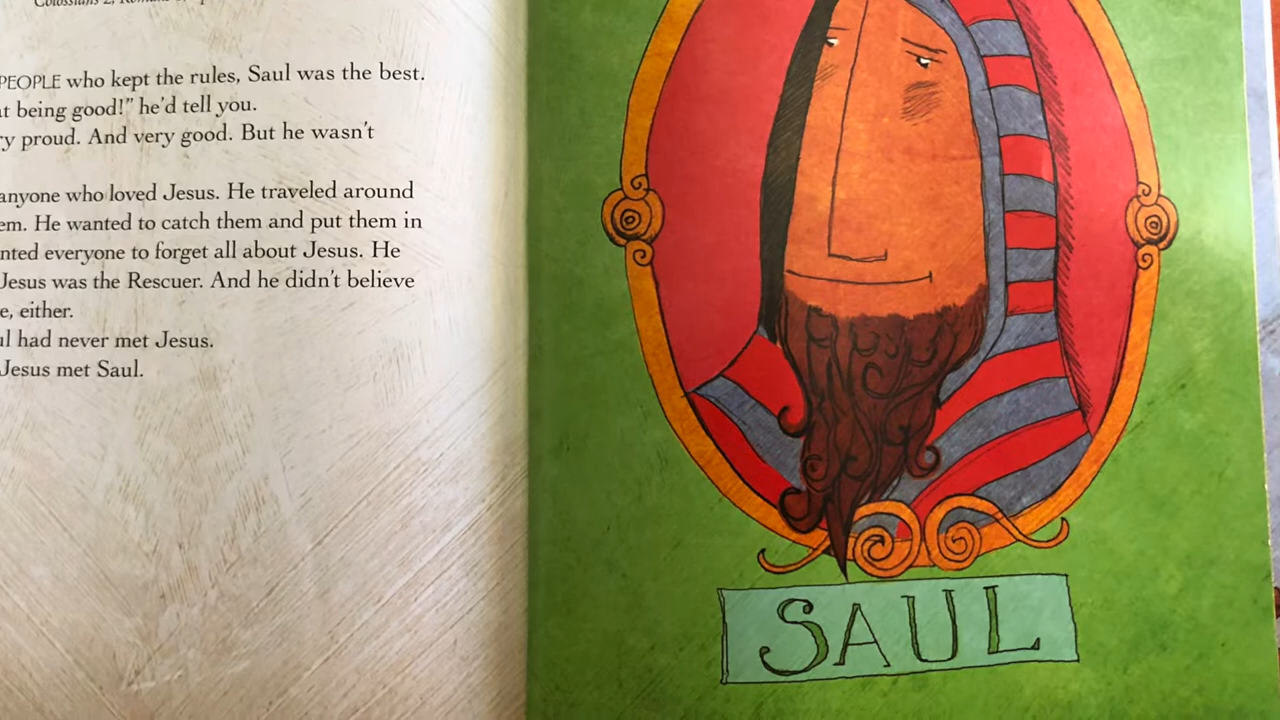 Colossians 2,
PEOPLE who kept the rules, Saul was the best.
at being good!” he’d tell you.
ry proud. And very good. But he wasn’t
anyone who loved Jesus. He traveled around
em. He wanted to catch them and put them in
nted everyone to forget all about Jesus. He
Jesus was the Rescuer. And he didn’t believe
e, either.
ul had never met Jesus.
Jesus met Saul.
SAUL